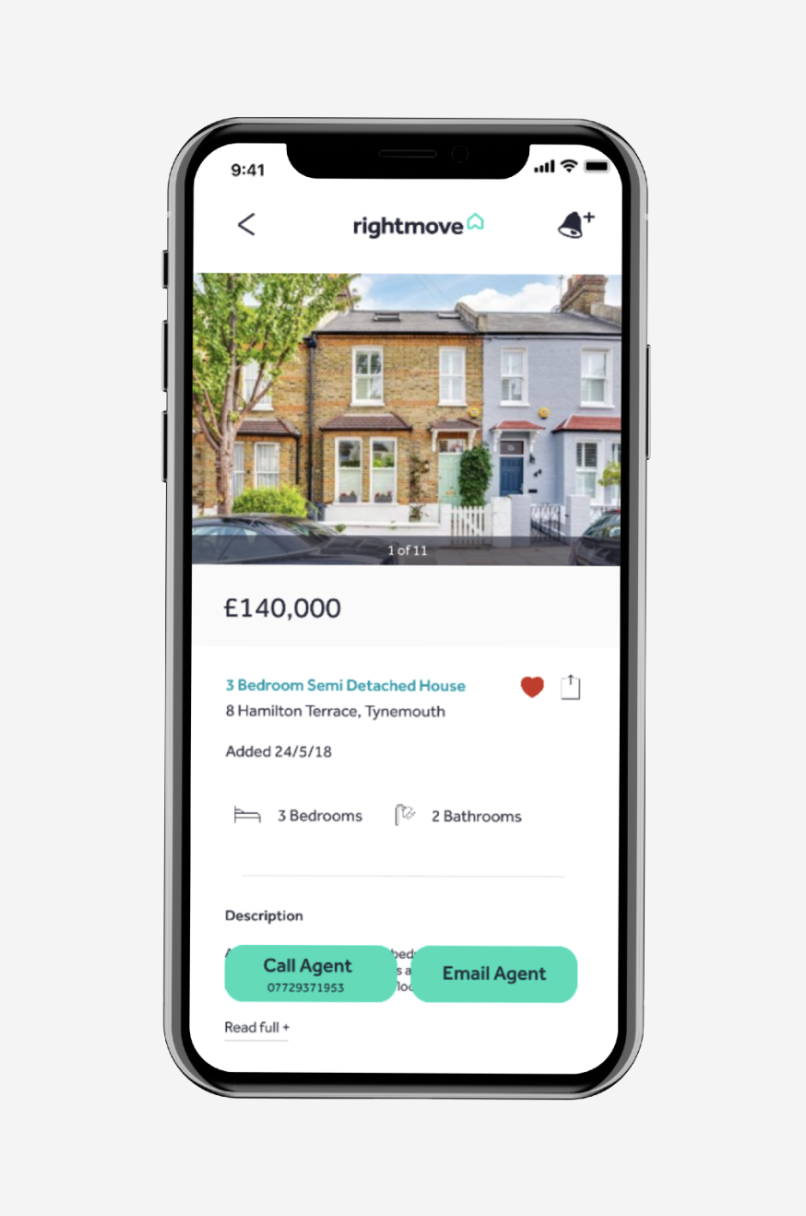 9:41
rightmove
1 of 11
£140,000
3 Bedroom Semi Detached House
8 Hamilton Terrace, Tynemouth
Added 24/5/18
3 Bedrooms
2 Bathrooms
Description
Call Agent
07729371953
Email Agent
Read full +